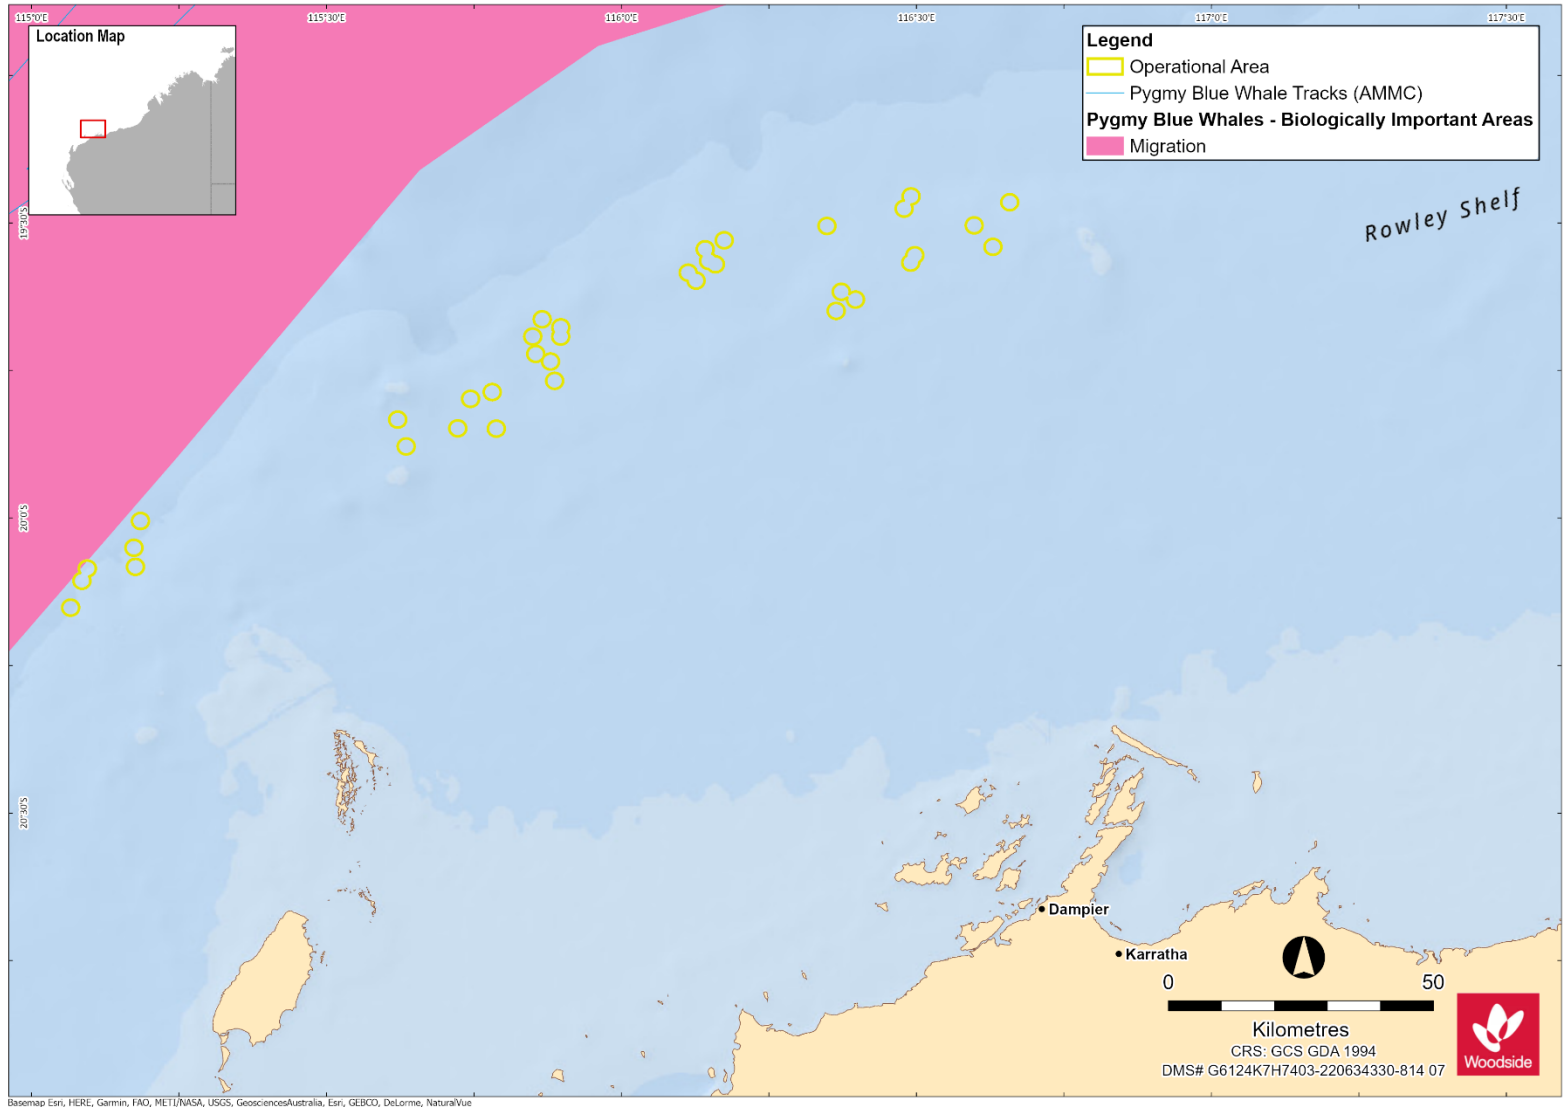 115°0'E 115°30'E 116°0'E 116°30'E 117°0'E 117°30'E
Location Map
Legend
Operational Area
Pygmy Blue Whale Tracks (AMMC)
Pygmy Blue Whales - Biologically Important Areas
Migration
19°30'S
Rowley Shelf
20°0'S
20°30'S
Dampier
Karratha
0 50
Kilometres
CRS: GCS GDA 1994
DMS# G6124K7H7403-220634330-814 07
Woodside
Basemap Esri, HERE, Garmin, FAO, METI/NASA, USGS, GeosciencesAustralia, Esri, GEBCO, DeLorme, NaturalVue